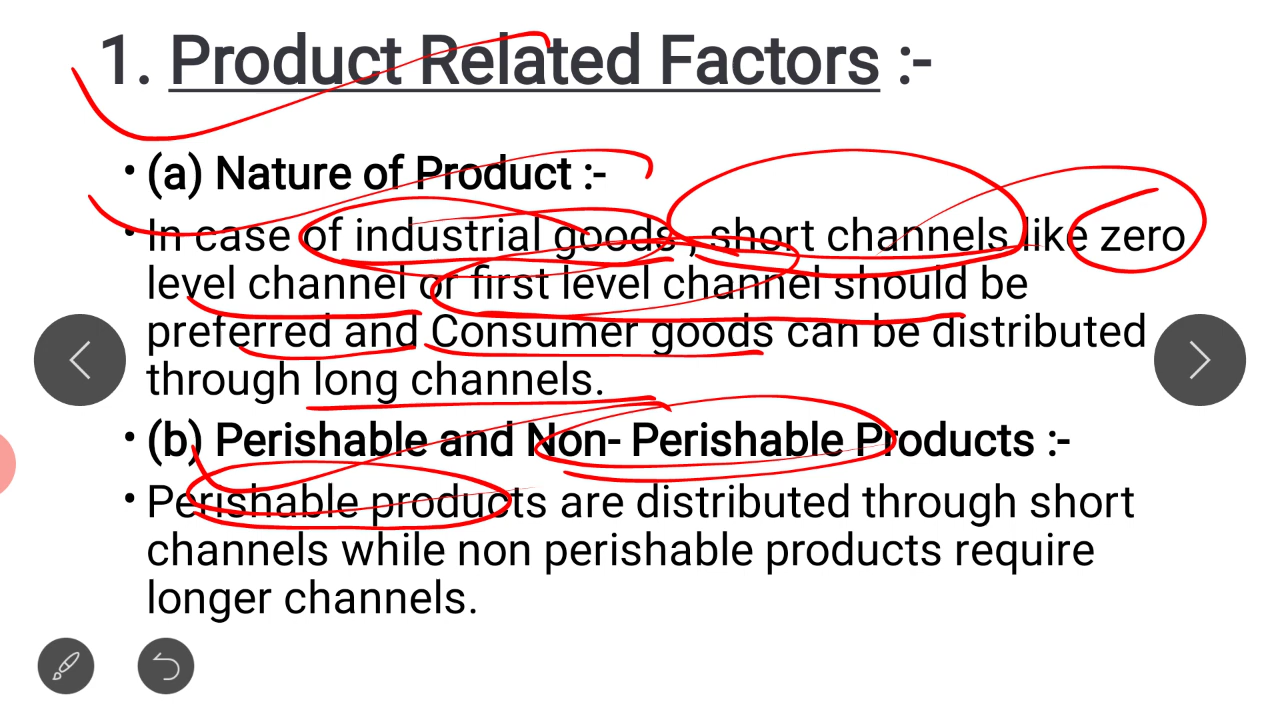 1. Product Related Factors :-
• (a) Nature of Product :-
• In case of industrial goods , short channels like zero
level channel or first level channel should be
preferred and Consumer goods can be distributed
through long channels.
• (b) Perishable and Non- Perishable Products :-
• Perishable products are distributed through short
channels while non perishable products require
longer channels.